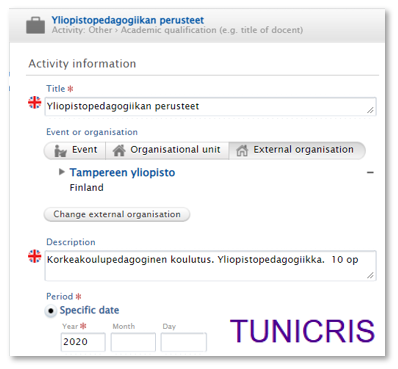 Yliopistopedagogiikan perusteet
Activity: Other › Academic qualification (e.g. title of docent)
Activity information
Title *
Yliopistopedagogiikan perusteet
Event or organisation
Event Organisational unit External organisation
Tampereen yliopisto
Finland
Change external organisation
Description
Korkeakoulupedagoginen koulutus. Yliopistopedagogiikka. 10 op
Period *
Specific date
Year * Month Day
2020
TUNICRIS